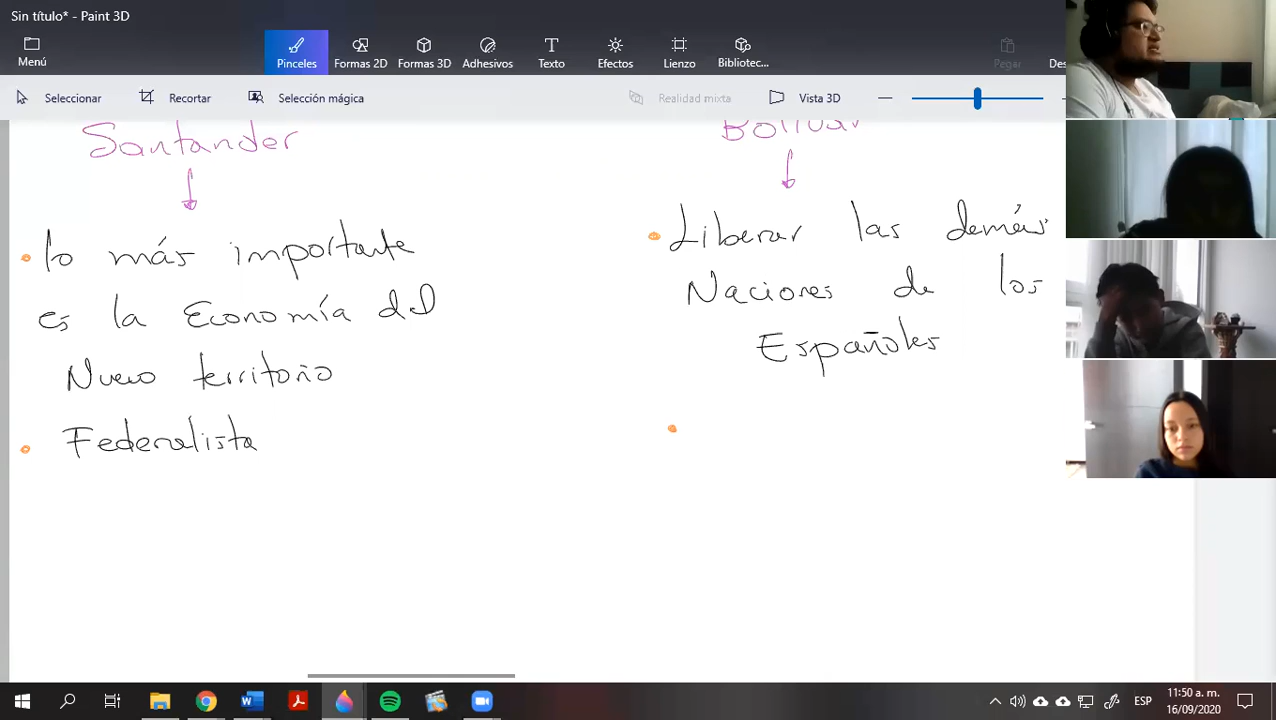 Sin título* - Paint 3D
Menú
Pinceles
Formas 2D
Formas 3D
Adhesivos
Texto
Efectos
Lienzo
Bibliotec...
Pegar
Des
Seleccionar
Recortar
Selección mágica
Realidad mixta
Vista 3D
Santander
lo más importante
es la Economía del
Nuevo territorio
Federalista
Bolívar
Liberar las demás
Naciones de los
Españoles
ESP
11:50 a. m.
16/09/2020